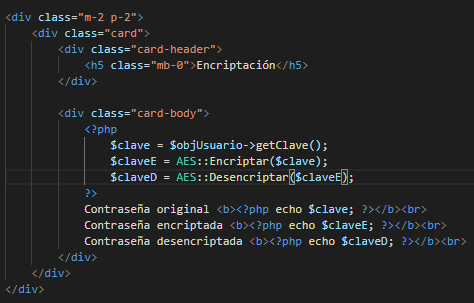 <div class="m-2 p-2">
<div class="card">
<div class="card-header">
<h5 class="mb-0">Encriptación</h5>
</div>
<div class="card-body">
<?php
$clave = $objUsuario->getClave();
$claveE = AES::Encriptar($clave);
$claveD = AES::Desencriptar($claveE);
?>
Contraseña original <b><?php echo $clave; ?></b><br>
Contraseña encriptada <b><?php echo $claveE; ?></b><br>
Contraseña desencriptada <b><?php echo $claveD; ?></b><br>
</div>
</div>
</div>